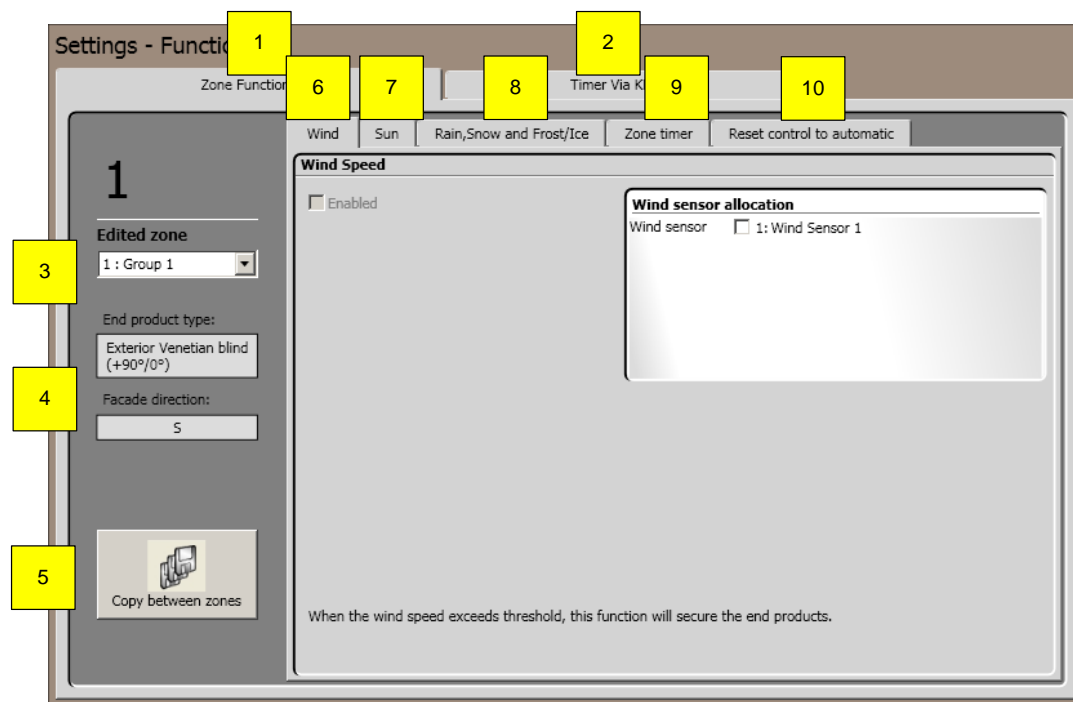 Settings - Functio
1
2
Zone Function
Timer Via K
6
7
8
9
10
Wind
Sun
Rain,Snow and Frost/Ice
Zone timer
Reset control to automatic
1
Edited zone
3
1 : Group 1
End product type:
Exterior Venetian blind
(+90º/0º)
4
Facade direction:
S
5
Copy between zones
Wind Speed
Enabled
Wind sensor allocation
Wind sensor 1: Wind Sensor 1
When the wind speed exceeds threshold, this function will secure the end products.